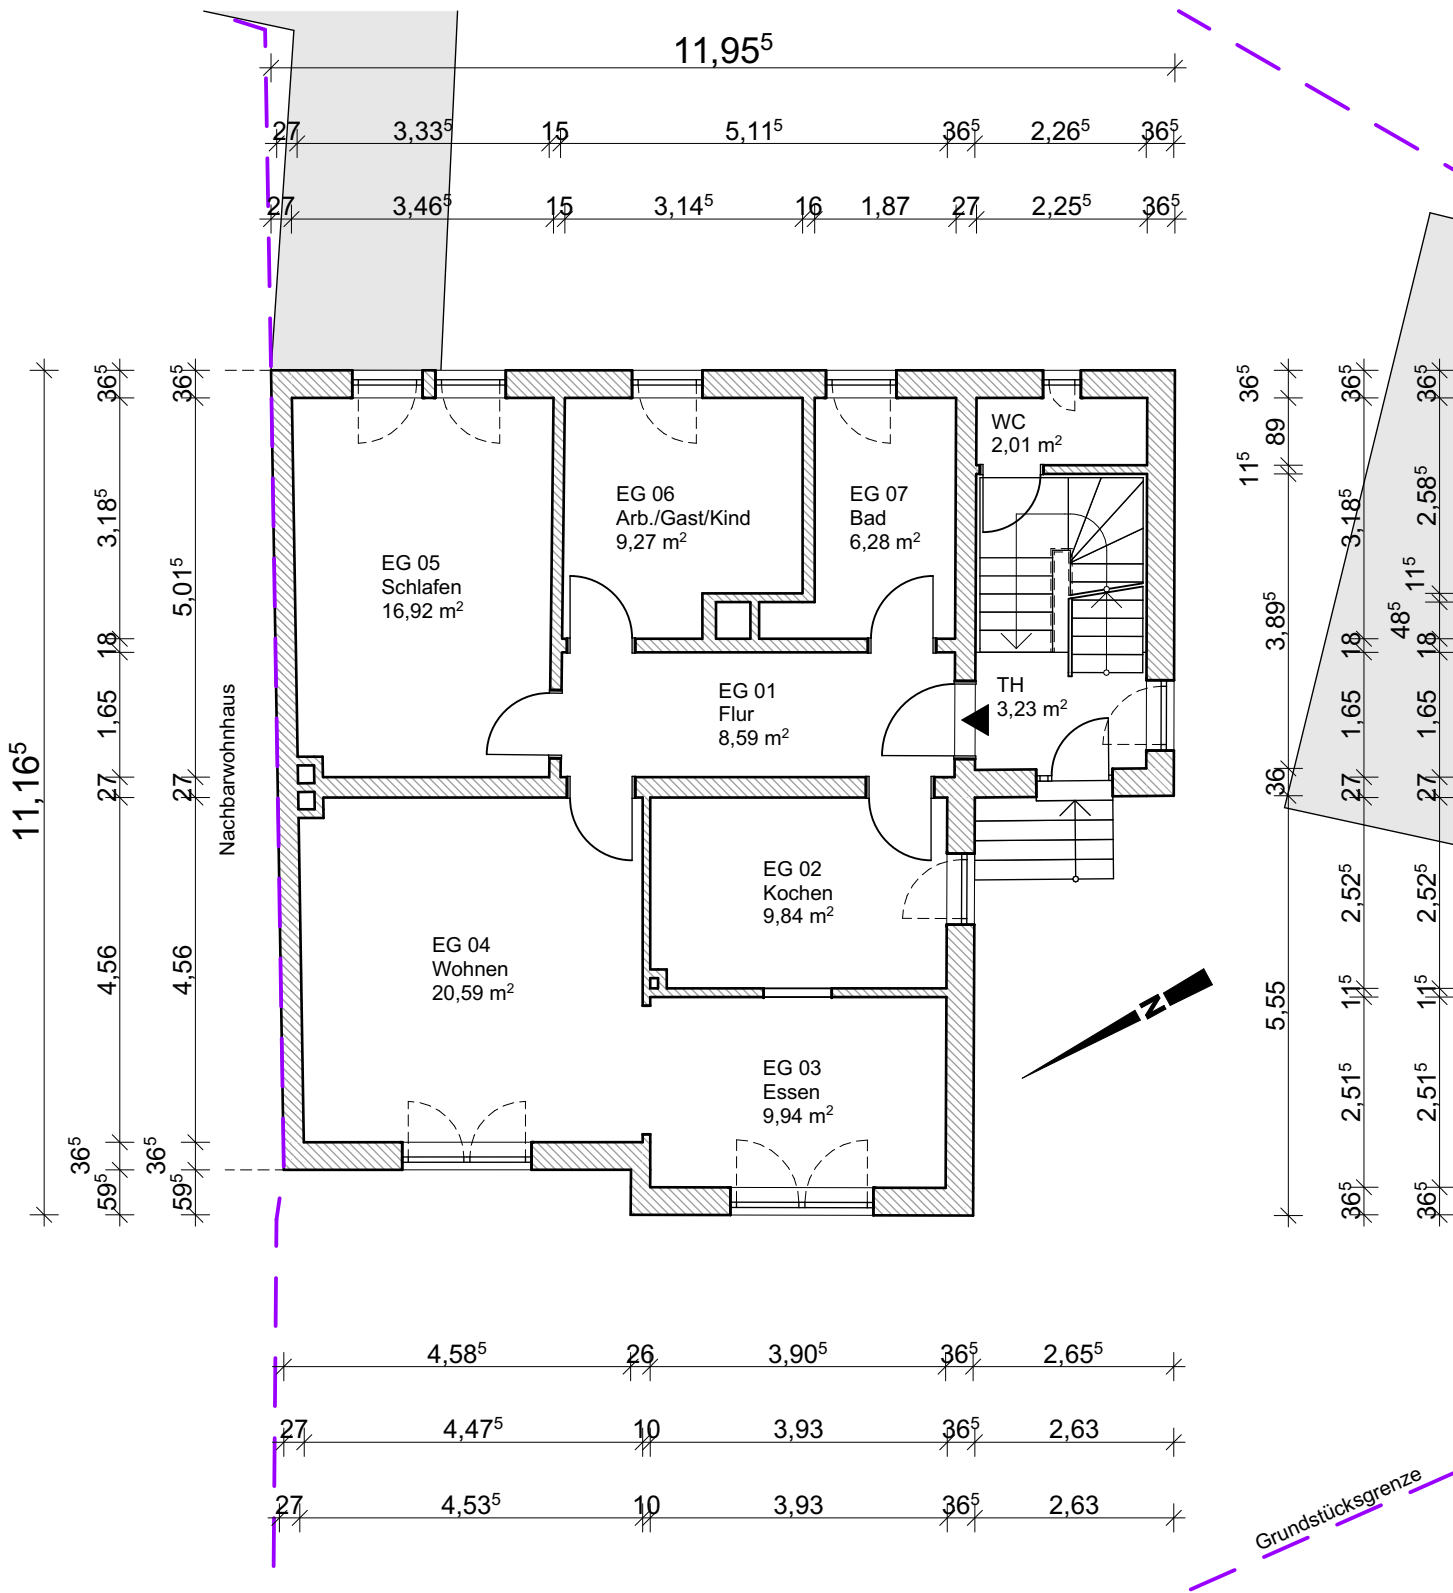 11,95⁵
27 3,33⁵ 15 5,11⁵ 36⁵ 2,26⁵ 36⁵
27 3,46⁵ 15 3,14⁵ 16 1,87 27 2,25⁵ 36⁵
11,16⁵
36⁵ 3,18⁵ 18 1,65 27 4,56 36⁵ 59⁵
36⁵ 5,01⁵ 27 4,56 36⁵ 59⁵
Nachbarwohnhaus
WC
2,01 m²
EG 06
Arb./Gast/Kind
9,27 m²
EG 07
Bad
6,28 m²
EG 05
Schlafen
16,92 m²
EG 01
Flur
8,59 m²
TH
3,23 m²
EG 02
Kochen
9,84 m²
EG 04
Wohnen
20,59 m²
EG 03
Essen
9,94 m²
N
36⁵ 89 11⁵ 3,89⁵ 36 5,55
36⁵ 3,18⁵ 18 1,65 27 2,52⁵ 11⁵ 2,51⁵ 36⁵
36⁵ 2,58⁵ 11⁵ 48⁵ 18 1,65 27 2,52⁵ 11⁵ 2,51⁵ 36⁵
4,58⁵ 26 3,90⁵ 36⁵ 2,65⁵
27 4,47⁵ 10 3,93 36⁵ 2,63
27 4,53⁵ 10 3,93 36⁵ 2,63
Grundstücksgrenze